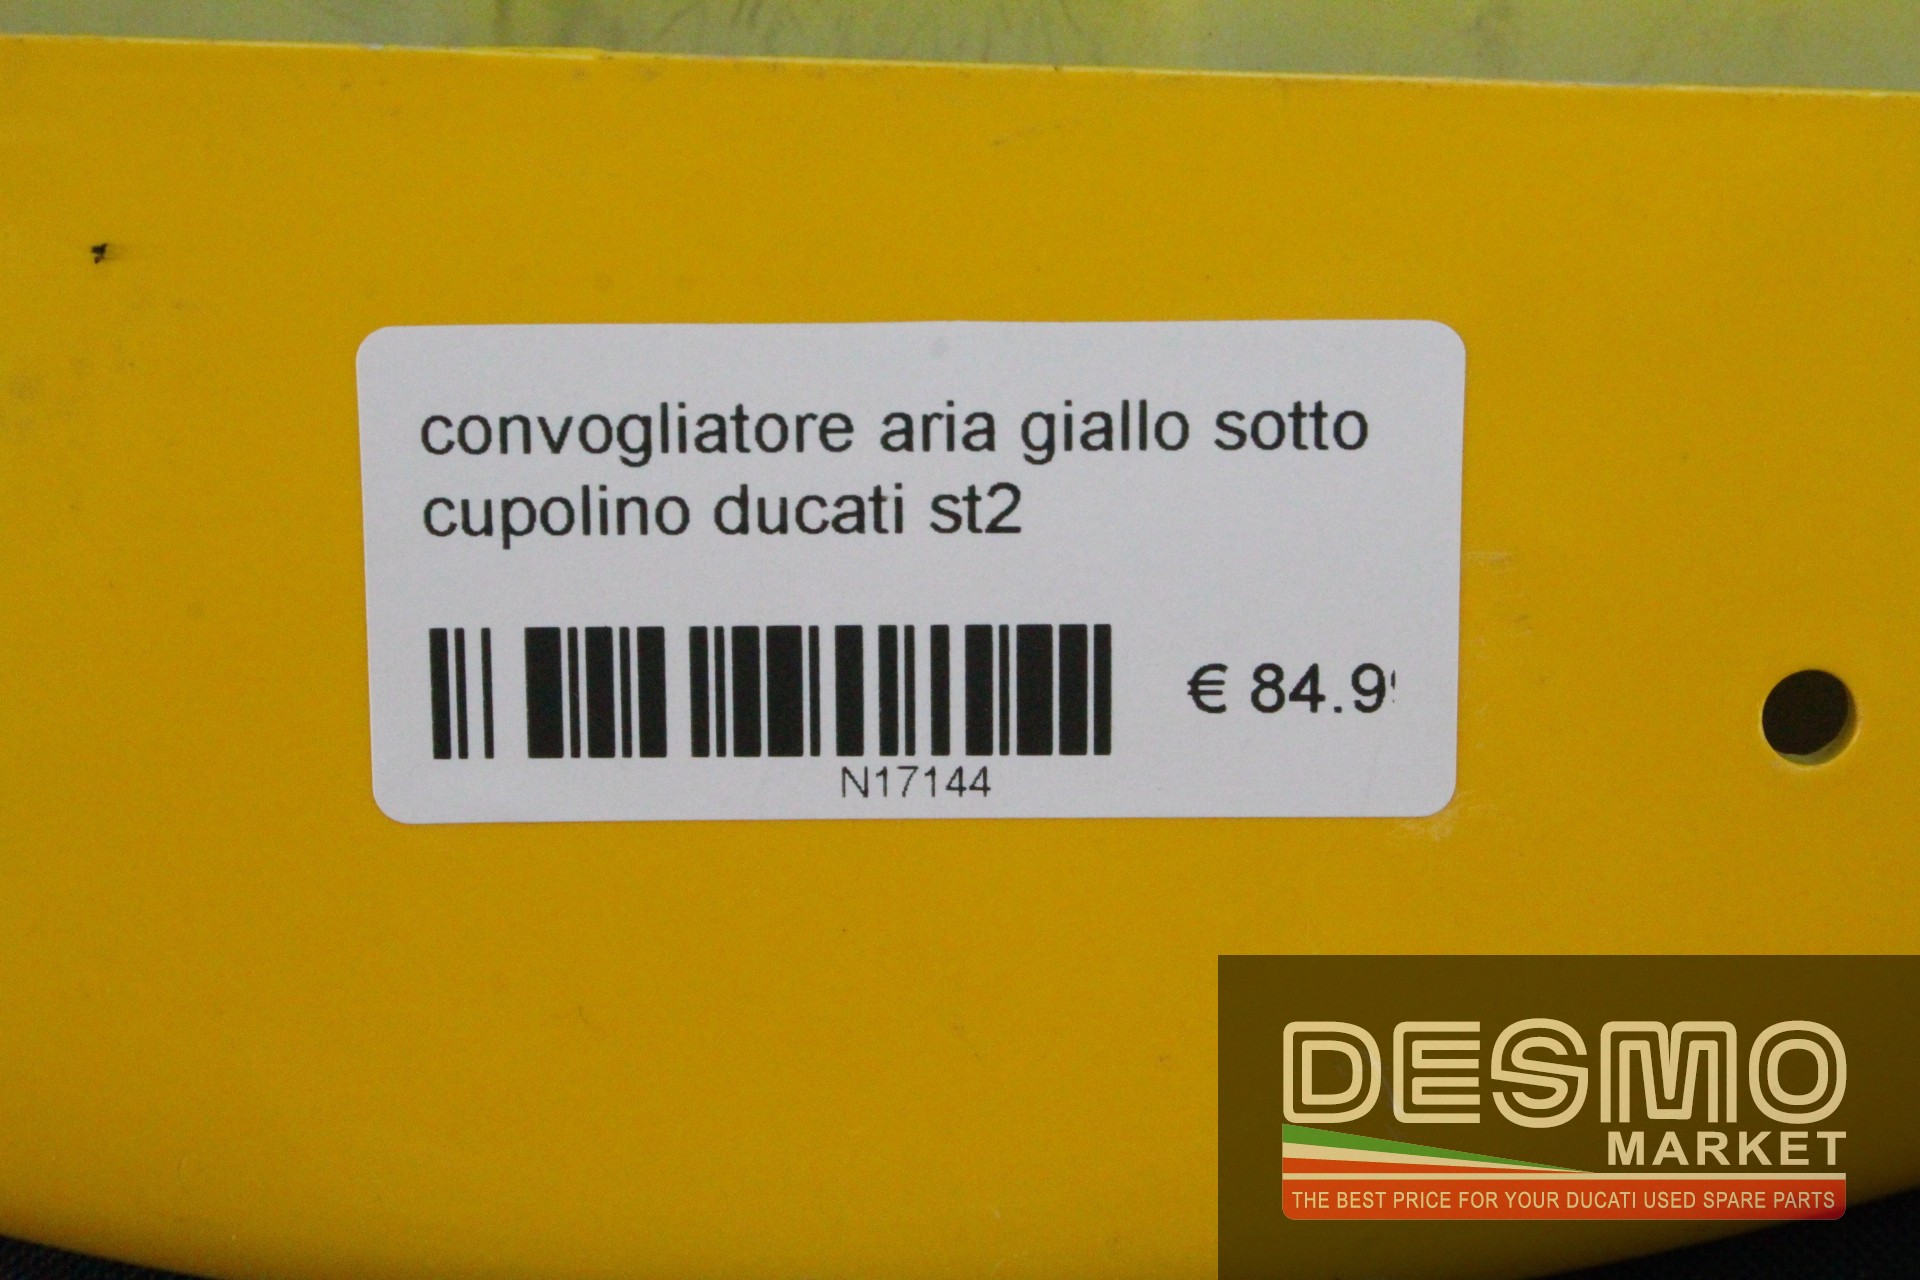 convogliatore aria giallo sotto
cupolino ducati st2
€ 84.9
N17144
DESMO
MARKET
THE BEST PRICE FOR YOUR DUCATI USED SPARE PARTS